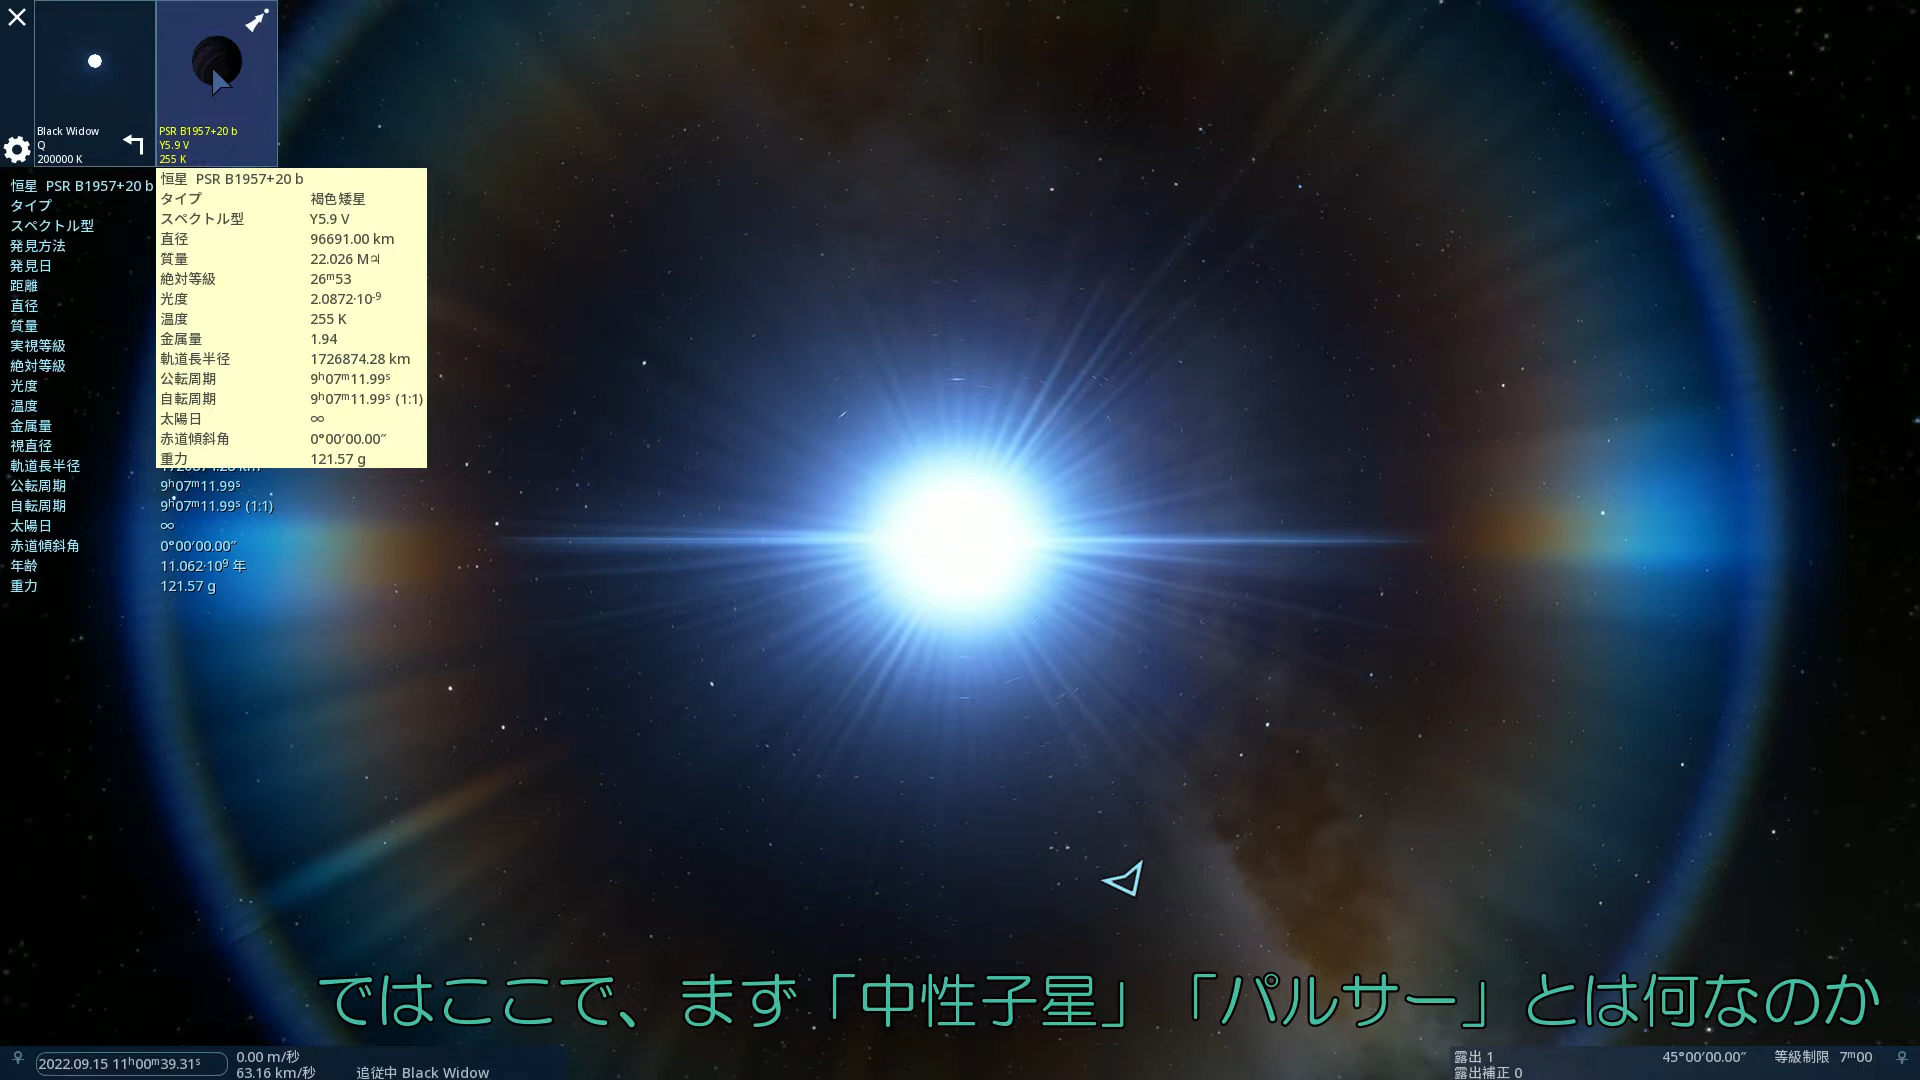 Black Widow
Q
200000 K
PSR B1957+20 b
Y5.9 V
255 K
恒星 PSR B1957+20 b
タイプ
スペクトル型
発見方法
発見日
距離
直径
質量
実視等級
絶対等級
光度
温度
金属量
視直径
軌道長半径
公転周期 9ʰ07ᵐ11.99ˢ
自転周期 9ʰ07ᵐ11.99ˢ (1:1)
太陽日 ∞
赤道傾斜角 0°00′00.00″
年齢 11.062·10⁹ 年
重力 121.57 g
恒星 PSR B1957+20 b
タイプ 褐色矮星
スペクトル型 Y5.9 V
直径 96691.00 km
質量 22.026 M♃
絶対等級 26ᵐ53
光度 2.0872·10⁻⁹
温度 255 K
金属量 1.94
軌道長半径 1726874.28 km
公転周期 9ʰ07ᵐ11.99ˢ
自転周期 9ʰ07ᵐ11.99ˢ (1:1)
太陽日 ∞
赤道傾斜角 0°00′00.00″
重力 121.57 g
ではここで、まず「中性子星」「パルサー」とは何なのか
2022.09.15 11ʰ00ᵐ39.31ˢ
0.00 m/秒
63.16 km/秒 追従中 Black Widow
露出 1 45°00′00.00″ 等級制限 7ᵐ00
露出補正 0